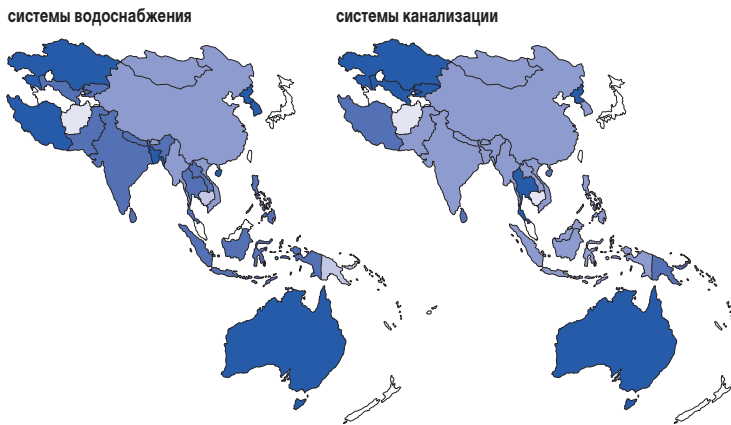 системы водоснабжения
системы канализации